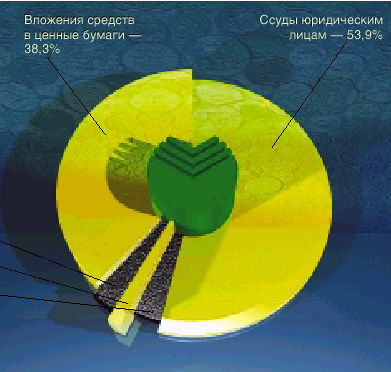 Вложения средств
в ценные бумаги —
38,3%
Ссуды юридическим
лицам — 53,9%